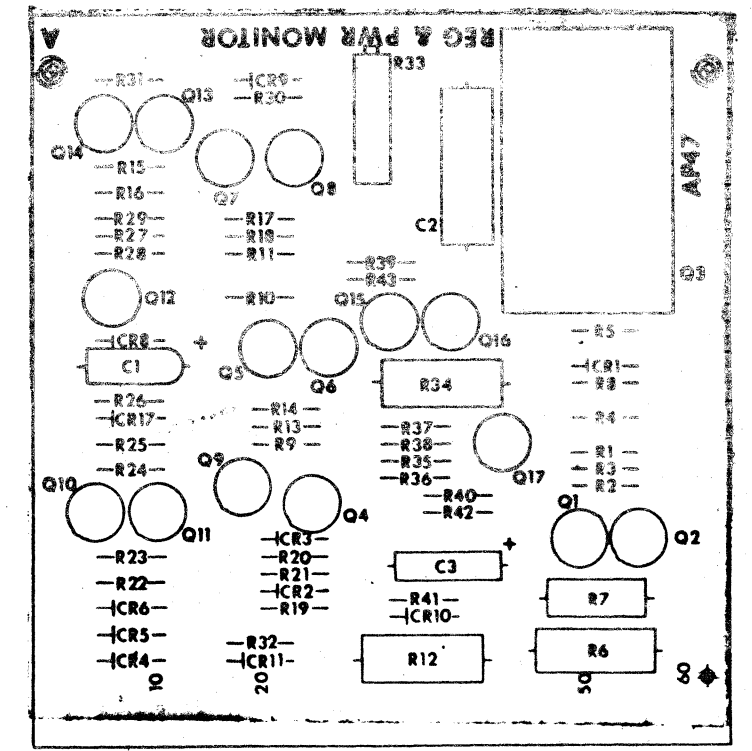 A
REG & PWR MONITOR
R31
CR9
R30
R33
Q13
Q14
R15
R16
Q7
Q8
R29
R27
R28
R17
R18
R11
C2
AP47
Q3
R39
R43
Q12
R10
Q15
Q16
CR8
+
C1
Q5
Q6
R34
R5
CR1
R8
R26
CR17
R25
R24
R14
R13
R9
R37
R38
R35
R36
Q17
R4
R1
R3
R2
Q10
Q11
Q9
Q4
R40
R42
Q1
Q2
R23
R22
CR6
CR5
CR4
CR3
R20
R21
CR2
R19
+
C3
R41
CR10
R7
R32
CR11
R12
R6
10
20
50
60